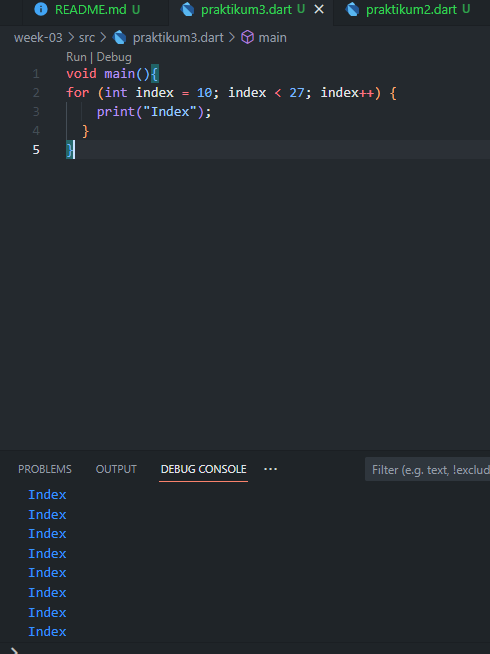 README.md U praktikum3.dart U praktikum2.dart U
week-03 > src > praktikum3.dart > main
Run | Debug
1 void main(){
2 for (int index = 10; index < 27; index++) {
3 print("Index");
4 }
5 }
PROBLEMS OUTPUT DEBUG CONSOLE ··· Filter (e.g. text, !exclud
Index
Index
Index
Index
Index
Index
Index
Index